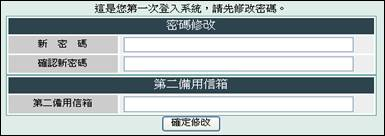 這是您第一次登入系統，請先修改密碼。
密碼修改
新 密 碼
確認新密碼
第二備用信箱
第二備用信箱
確定修改